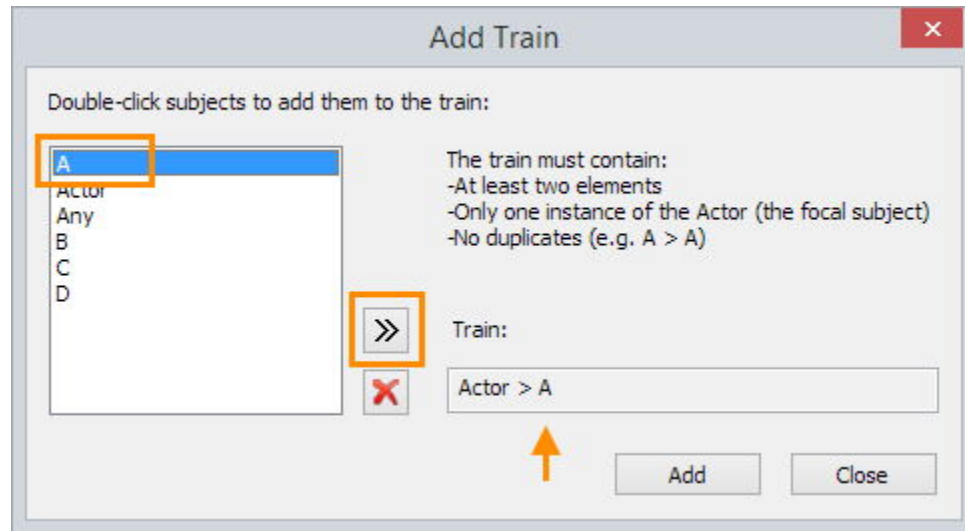 Add Train
Double-click subjects to add them to the train:
A
Actor
Any
B
C
D
The train must contain:
-At least two elements
-Only one instance of the Actor (the focal subject)
-No duplicates (e.g. A > A)
Train:
Actor > A
Add
Close